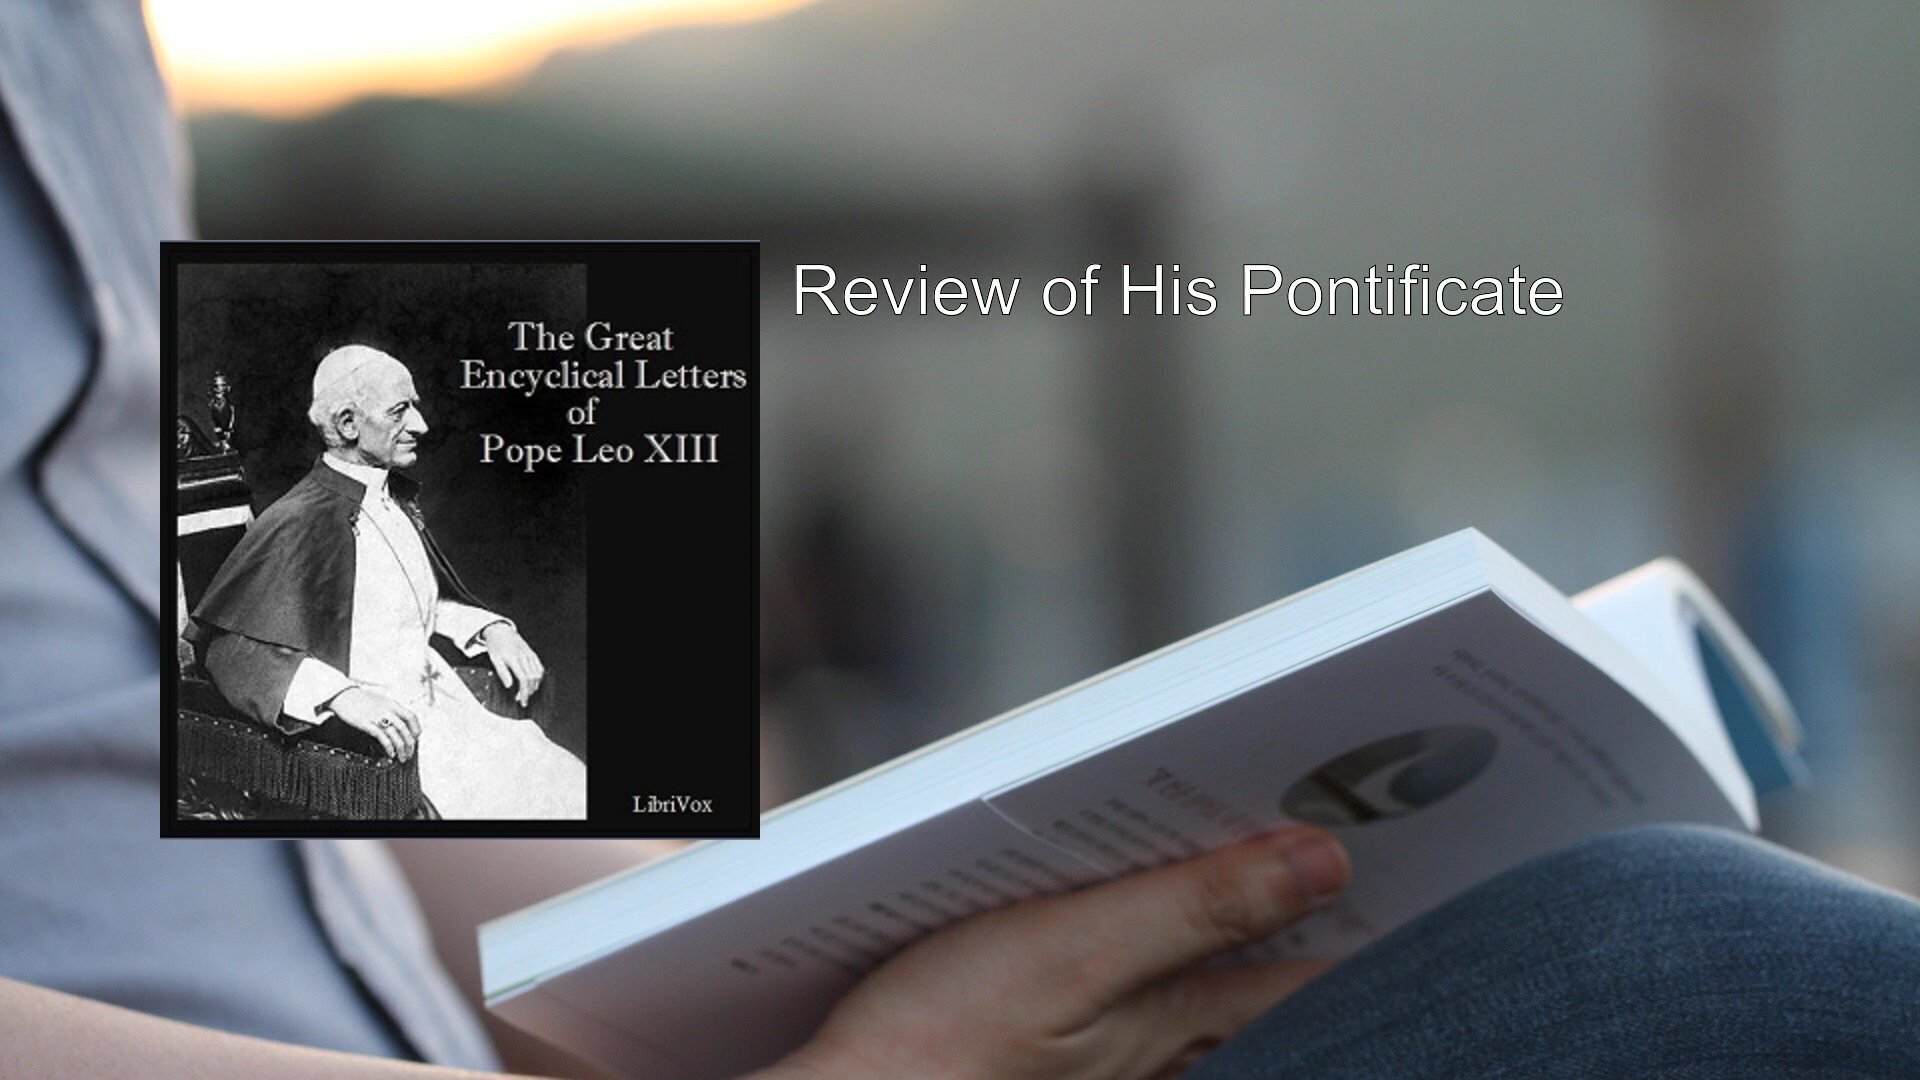 Review of His Pontificate
The Great
Encyclical Letters
of
Pope Leo XIII
LibriVox